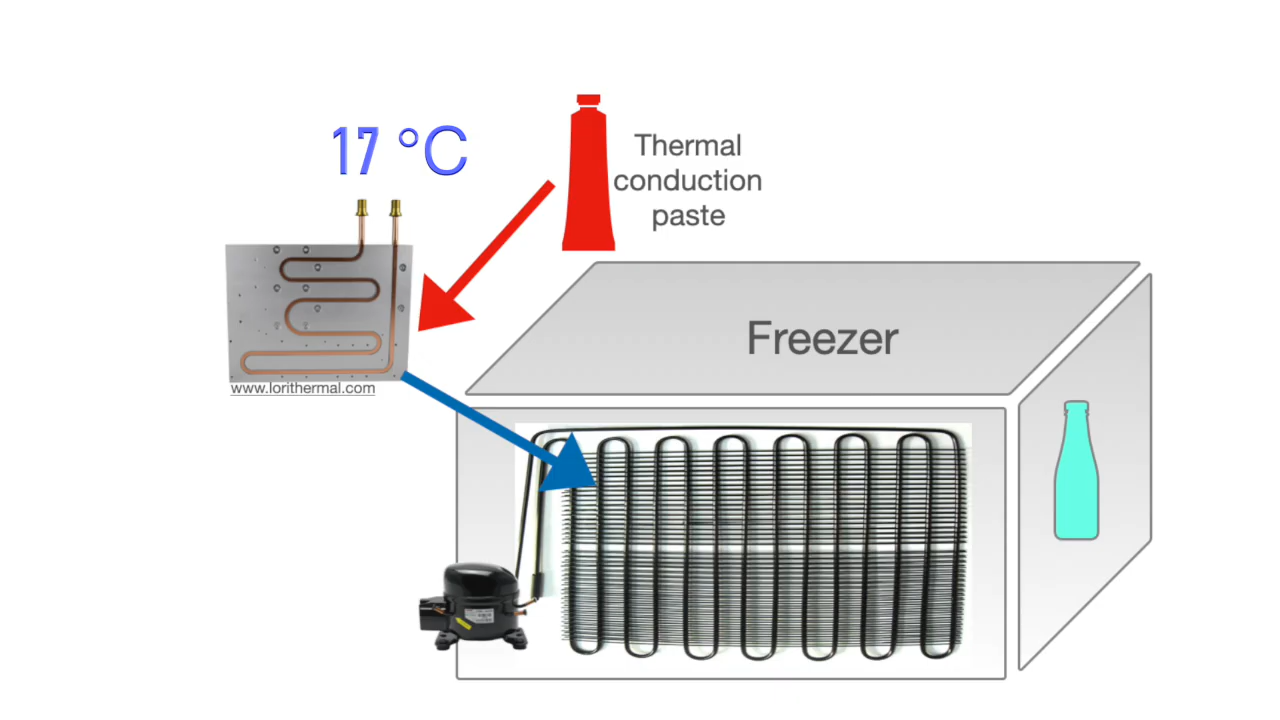 17 °C
Thermal
conduction
paste
www.lorithermal.com
Freezer